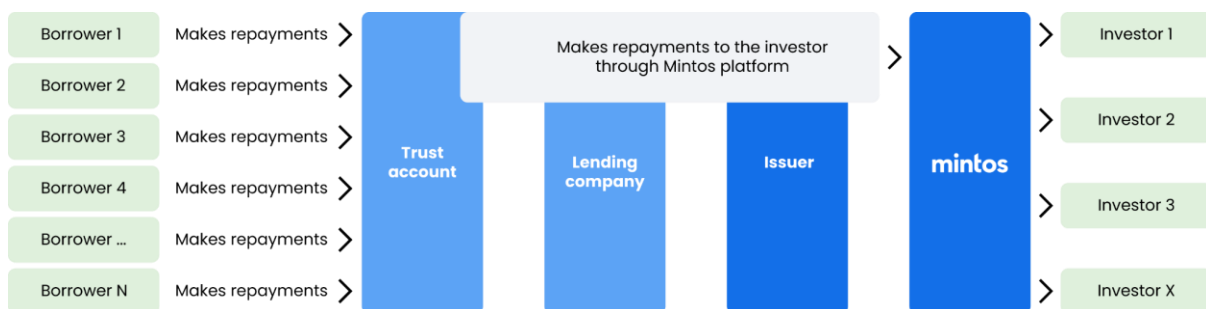 Borrower 1 Makes repayments
Borrower 2 Makes repayments
Borrower 3 Makes repayments
Borrower 4 Makes repayments
Borrower ... Makes repayments
Borrower N Makes repayments
Trust
account
Makes repayments to the investor
through Mintos platform
Lending
company
Issuer
mintos
Investor 1
Investor 2
Investor 3
Investor X